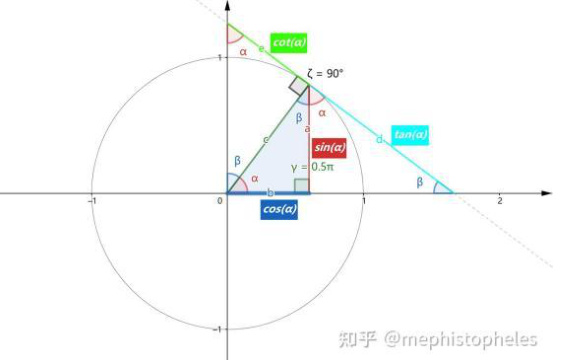 cot(α)
α
e
1
ζ = 90°
β
α
c
a
d
tan(α)
sin(α)
β
α
γ = 0.5π
β
-1
0
b
1
2
cos(α)
-1
知乎 @mephistopheles